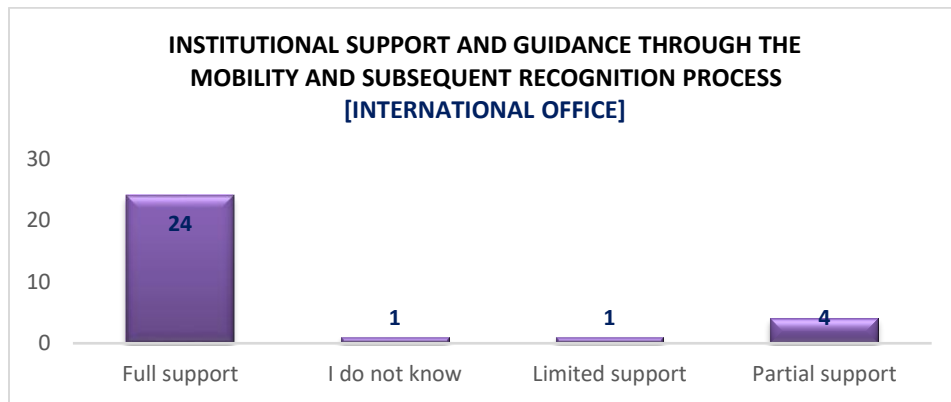 INSTITUTIONAL SUPPORT AND GUIDANCE THROUGH THE
MOBILITY AND SUBSEQUENT RECOGNITION PROCESS
[INTERNATIONAL OFFICE]
30
20
10
0
24
1
1
4
Full support
I do not know
Limited support
Partial support